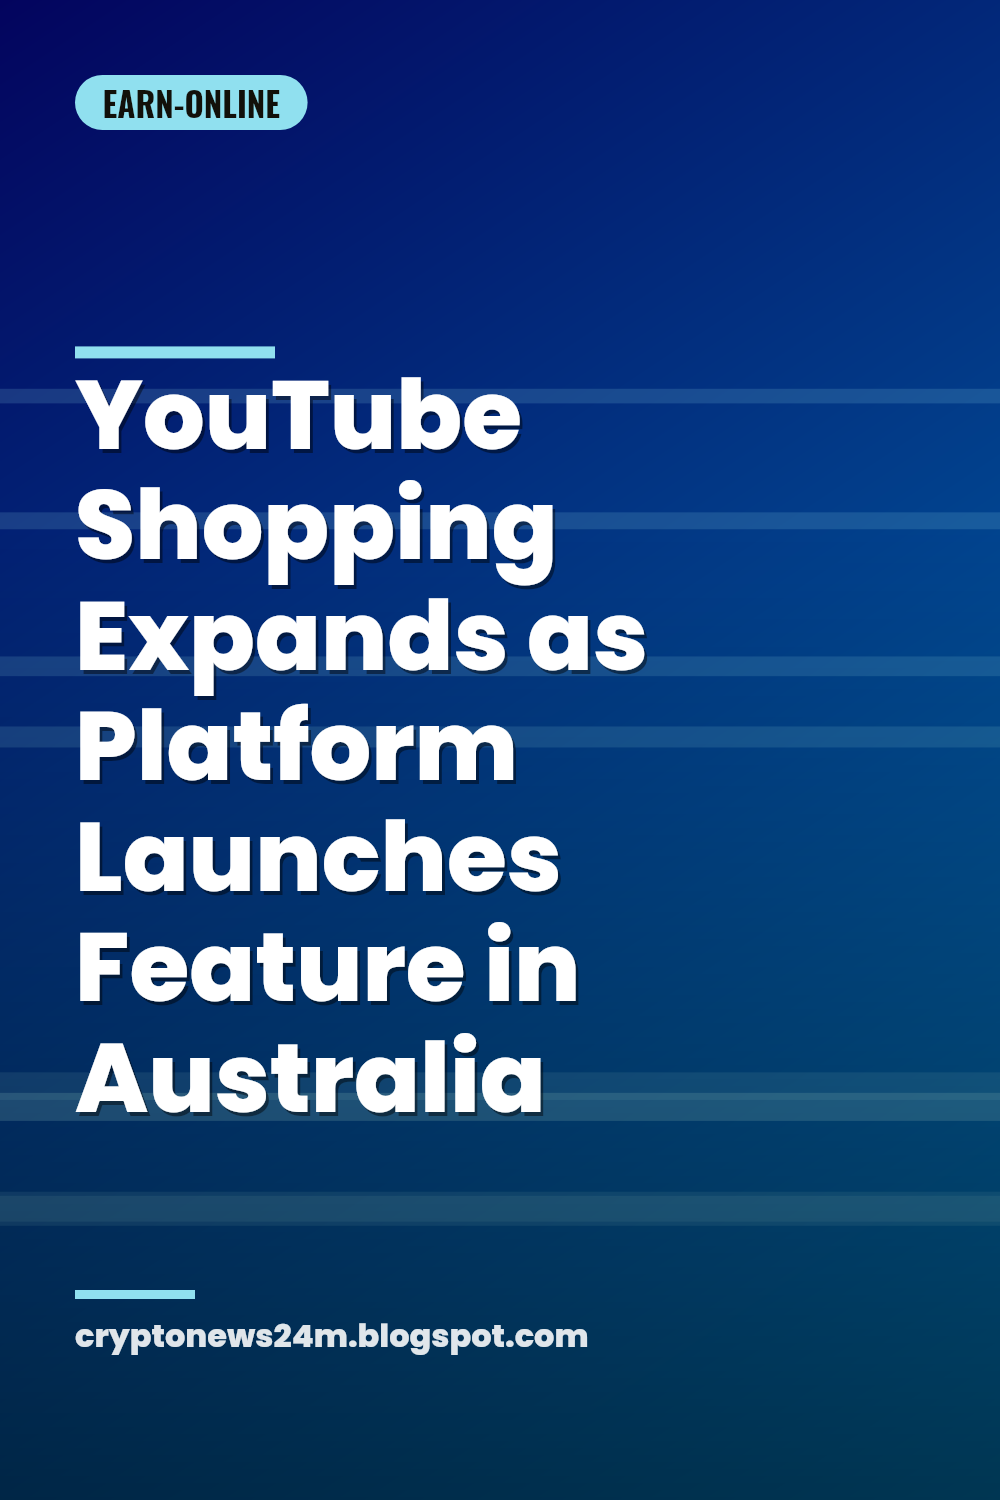 EARN-ONLINE
YouTube
Shopping
Expands as
Platform
Launches
Feature in
Australia
cryptonews24m.blogspot.com